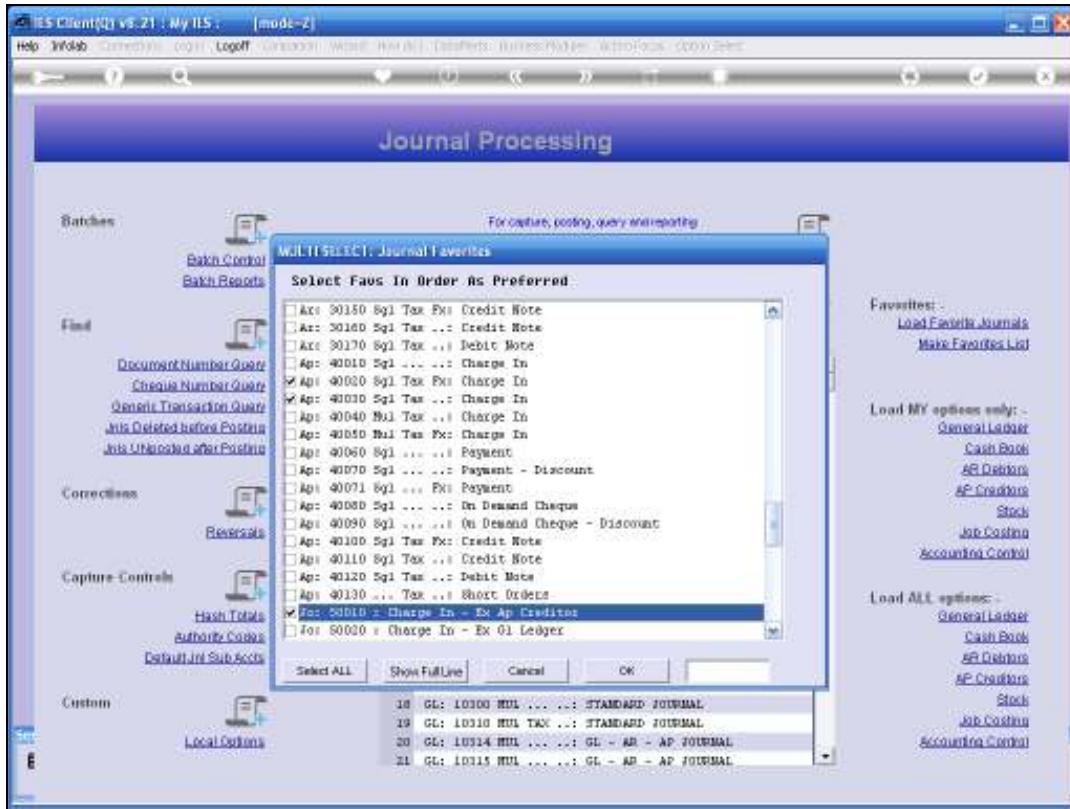 IES Client(Q) v8.21 : My IES : [mode-Z]
Help Infolab Logoff
Journal Processing
Batches
For capture, posting, query and reporting
Batch Control
Batch Reports
Find
Document Number Query
Cheque Number Query
Generic Transaction Query
Jnls Deleted before Posting
Jnls UNposted after Posting
Corrections
Reversals
Capture Controls
Hash Totals
Authority Codes
Default Jnl Sub Accts
Custom
Local Options
MULTI SELECT: Journal Favorites
Select Favs In Order As Preferred
Ar: 30150 Sgl Tax Fx: Credit Note
Ar: 30160 Sgl Tax ..: Credit Note
Ar: 30170 Sgl Tax ..: Debit Note
Ap: 40010 Sgl ... ..: Charge In
Ap: 40020 Sgl Tax Fx: Charge In
Ap: 40030 Sgl Tax ..: Charge In
Ap: 40040 Mul Tax ..: Charge In
Ap: 40050 Mul Tax Fx: Charge In
Ap: 40060 Sgl ... ..: Payment
Ap: 40070 Sgl ... ..: Payment - Discount
Ap: 40071 Sgl ... Fx: Payment
Ap: 40080 Sgl ... ..: On Demand Cheque
Ap: 40090 Sgl ... ..: On Demand Cheque - Discount
Ap: 40100 Sgl Tax Fx: Credit Note
Ap: 40110 Sgl Tax ..: Credit Note
Ap: 40120 Sgl Tax ..: Debit Note
Ap: 40130 ... Tax ..: Short Orders
Jo: 50010 : Charge In - Ex Ap Creditor
Jo: 50020 : Charge In - Ex Gl Ledger
Select ALL Show Full Line Cancel OK
18 GL: 10300 MUL ... ..: STANDARD JOURNAL
19 GL: 10310 MUL TAX ..: STANDARD JOURNAL
20 GL: 10314 MUL ... ..: GL - AR - AP JOURNAL
21 GL: 10315 MUL ... ..: GL - AR - AP JOURNAL
Favorites: -
Load Favorite Journals
Make Favorites List
Load MY options only: -
General Ledger
Cash Book
AR Debtors
AP Creditors
Stock
Job Costing
Accounting Control
Load ALL options: -
General Ledger
Cash Book
AR Debtors
AP Creditors
Stock
Job Costing
Accounting Control